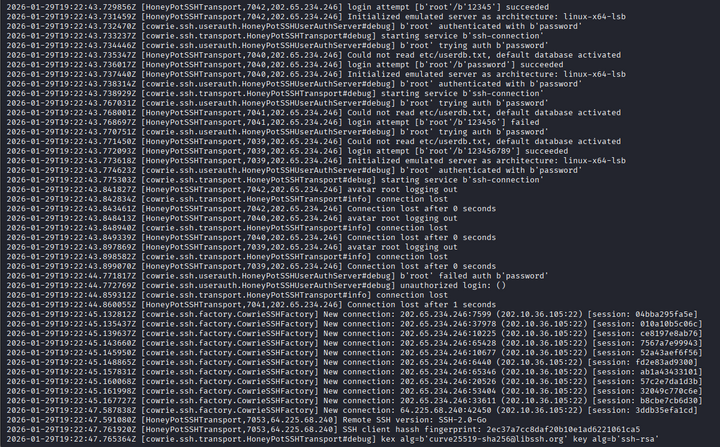 2026-01-29T19:22:43.729856Z [HoneyPotSSHTransport,7042,202.65.234.246] login attempt [b'root'/b'12345'] succeeded
2026-01-29T19:22:43.731459Z [HoneyPotSSHTransport,7042,202.65.234.246] Initialized emulated server as architecture: linux-x64-lsb
2026-01-29T19:22:43.732470Z [cowrie.ssh.userauth.HoneyPotSSHUserAuthServer#debug] b'root' authenticated with b'password'
2026-01-29T19:22:43.733237Z [cowrie.ssh.transport.HoneyPotSSHTransport#debug] starting service b'ssh-connection'
2026-01-29T19:22:43.734446Z [cowrie.ssh.userauth.HoneyPotSSHUserAuthServer#debug] b'root' trying auth b'password'
2026-01-29T19:22:43.735347Z [HoneyPotSSHTransport,7040,202.65.234.246] Could not read etc/userdb.txt, default database activated
2026-01-29T19:22:43.736017Z [HoneyPotSSHTransport,7040,202.65.234.246] login attempt [b'root'/b'password'] succeeded
2026-01-29T19:22:43.737440Z [HoneyPotSSHTransport,7040,202.65.234.246] Initialized emulated server as architecture: linux-x64-lsb
2026-01-29T19:22:43.738314Z [cowrie.ssh.userauth.HoneyPotSSHUserAuthServer#debug] b'root' authenticated with b'password'
2026-01-29T19:22:43.738929Z [cowrie.ssh.transport.HoneyPotSSHTransport#debug] starting service b'ssh-connection'
2026-01-29T19:22:43.767031Z [cowrie.ssh.userauth.HoneyPotSSHUserAuthServer#debug] b'root' trying auth b'password'
2026-01-29T19:22:43.768001Z [HoneyPotSSHTransport,7041,202.65.234.246] Could not read etc/userdb.txt, default database activated
2026-01-29T19:22:43.768697Z [HoneyPotSSHTransport,7041,202.65.234.246] login attempt [b'root'/b'123456'] failed
2026-01-29T19:22:43.770751Z [cowrie.ssh.userauth.HoneyPotSSHUserAuthServer#debug] b'root' trying auth b'password'
2026-01-29T19:22:43.771450Z [HoneyPotSSHTransport,7039,202.65.234.246] Could not read etc/userdb.txt, default database activated
2026-01-29T19:22:43.772093Z [HoneyPotSSHTransport,7039,202.65.234.246] login attempt [b'root'/b'123456789'] succeeded
2026-01-29T19:22:43.773618Z [HoneyPotSSHTransport,7039,202.65.234.246] Initialized emulated server as architecture: linux-x64-lsb
2026-01-29T19:22:43.774623Z [cowrie.ssh.userauth.HoneyPotSSHUserAuthServer#debug] b'root' authenticated with b'password'
2026-01-29T19:22:43.775303Z [cowrie.ssh.transport.HoneyPotSSHTransport#debug] starting service b'ssh-connection'
2026-01-29T19:22:43.841827Z [HoneyPotSSHTransport,7042,202.65.234.246] avatar root logging out
2026-01-29T19:22:43.842834Z [cowrie.ssh.transport.HoneyPotSSHTransport#info] connection lost
2026-01-29T19:22:43.843461Z [HoneyPotSSHTransport,7042,202.65.234.246] Connection lost after 0 seconds
2026-01-29T19:22:43.848413Z [HoneyPotSSHTransport,7040,202.65.234.246] avatar root logging out
2026-01-29T19:22:43.848940Z [cowrie.ssh.transport.HoneyPotSSHTransport#info] connection lost
2026-01-29T19:22:43.849339Z [HoneyPotSSHTransport,7040,202.65.234.246] Connection lost after 0 seconds
2026-01-29T19:22:43.897869Z [HoneyPotSSHTransport,7039,202.65.234.246] avatar root logging out
2026-01-29T19:22:43.898582Z [cowrie.ssh.transport.HoneyPotSSHTransport#info] connection lost
2026-01-29T19:22:43.899070Z [HoneyPotSSHTransport,7039,202.65.234.246] Connection lost after 0 seconds
2026-01-29T19:22:44.771817Z [cowrie.ssh.userauth.HoneyPotSSHUserAuthServer#debug] b'root' failed auth b'password'
2026-01-29T19:22:44.772769Z [cowrie.ssh.userauth.HoneyPotSSHUserAuthServer#debug] unauthorized login: ()
2026-01-29T19:22:44.859312Z [cowrie.ssh.transport.HoneyPotSSHTransport#info] connection lost
2026-01-29T19:22:44.860055Z [HoneyPotSSHTransport,7041,202.65.234.246] Connection lost after 1 seconds
2026-01-29T19:22:45.132812Z [cowrie.ssh.factory.CowrieSSHFactory] New connection: 202.65.234.246:7599 (202.10.36.105:22) [session: 04bba295fa5e]
2026-01-29T19:22:45.135437Z [cowrie.ssh.factory.CowrieSSHFactory] New connection: 202.65.234.246:37978 (202.10.36.105:22) [session: 010a10b5c06c]
2026-01-29T19:22:45.139637Z [cowrie.ssh.factory.CowrieSSHFactory] New connection: 202.65.234.246:10225 (202.10.36.105:22) [session: ce8197e8ab76]
2026-01-29T19:22:45.143660Z [cowrie.ssh.factory.CowrieSSHFactory] New connection: 202.65.234.246:65428 (202.10.36.105:22) [session: 7567a7e99943]
2026-01-29T19:22:45.145950Z [cowrie.ssh.factory.CowrieSSHFactory] New connection: 202.65.234.246:10677 (202.10.36.105:22) [session: 52a43aef6f56]
2026-01-29T19:22:45.148865Z [cowrie.ssh.factory.CowrieSSHFactory] New connection: 202.65.234.246:6440 (202.10.36.105:22) [session: fd2e83ad9300]
2026-01-29T19:22:45.157831Z [cowrie.ssh.factory.CowrieSSHFactory] New connection: 202.65.234.246:65346 (202.10.36.105:22) [session: ab1a43433101]
2026-01-29T19:22:45.160068Z [cowrie.ssh.factory.CowrieSSHFactory] New connection: 202.65.234.246:20526 (202.10.36.105:22) [session: 57c2e7da1d3b]
2026-01-29T19:22:45.161998Z [cowrie.ssh.factory.CowrieSSHFactory] New connection: 202.65.234.246:53404 (202.10.36.105:22) [session: 32049c770c6e]
2026-01-29T19:22:45.167727Z [cowrie.ssh.factory.CowrieSSHFactory] New connection: 202.65.234.246:33611 (202.10.36.105:22) [session: b8cbe7cb6d30]
2026-01-29T19:22:47.587838Z [cowrie.ssh.factory.CowrieSSHFactory] New connection: 64.225.68.240:42450 (202.10.36.105:22) [session: 3ddb35efa1cd]
2026-01-29T19:22:47.591080Z [HoneyPotSSHTransport,7053,64.225.68.240] Remote SSH version: SSH-2.0-Go
2026-01-29T19:22:47.761920Z [HoneyPotSSHTransport,7053,64.225.68.240] SSH client hassh fingerprint: 2ec37a7cc8daf20b10e1ad6221061ca5
2026-01-29T19:22:47.765364Z [cowrie.ssh.transport.HoneyPotSSHTransport#debug] kex alg=b'curve25519-sha256@libssh.org' key alg=b'ssh-rsa'